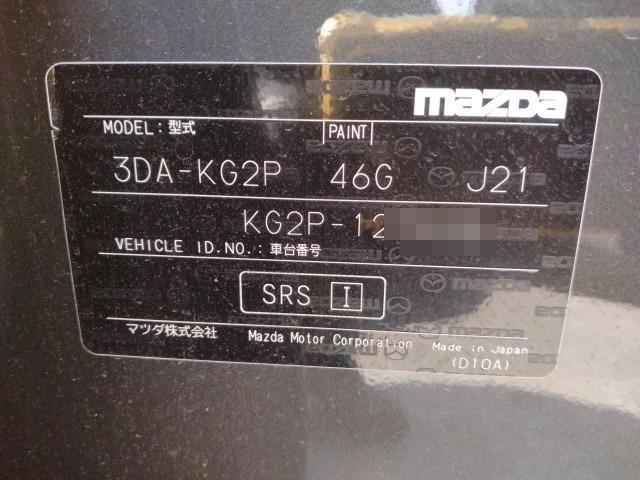 mazda
MODEL:型式 PAINT
3DA-KG2P 46G J21
KG2P-12
VEHICLE ID.NO.:車台番号
SRS I
マツダ株式会社 Mazda Motor Corporation Made in Japan
(D10A)